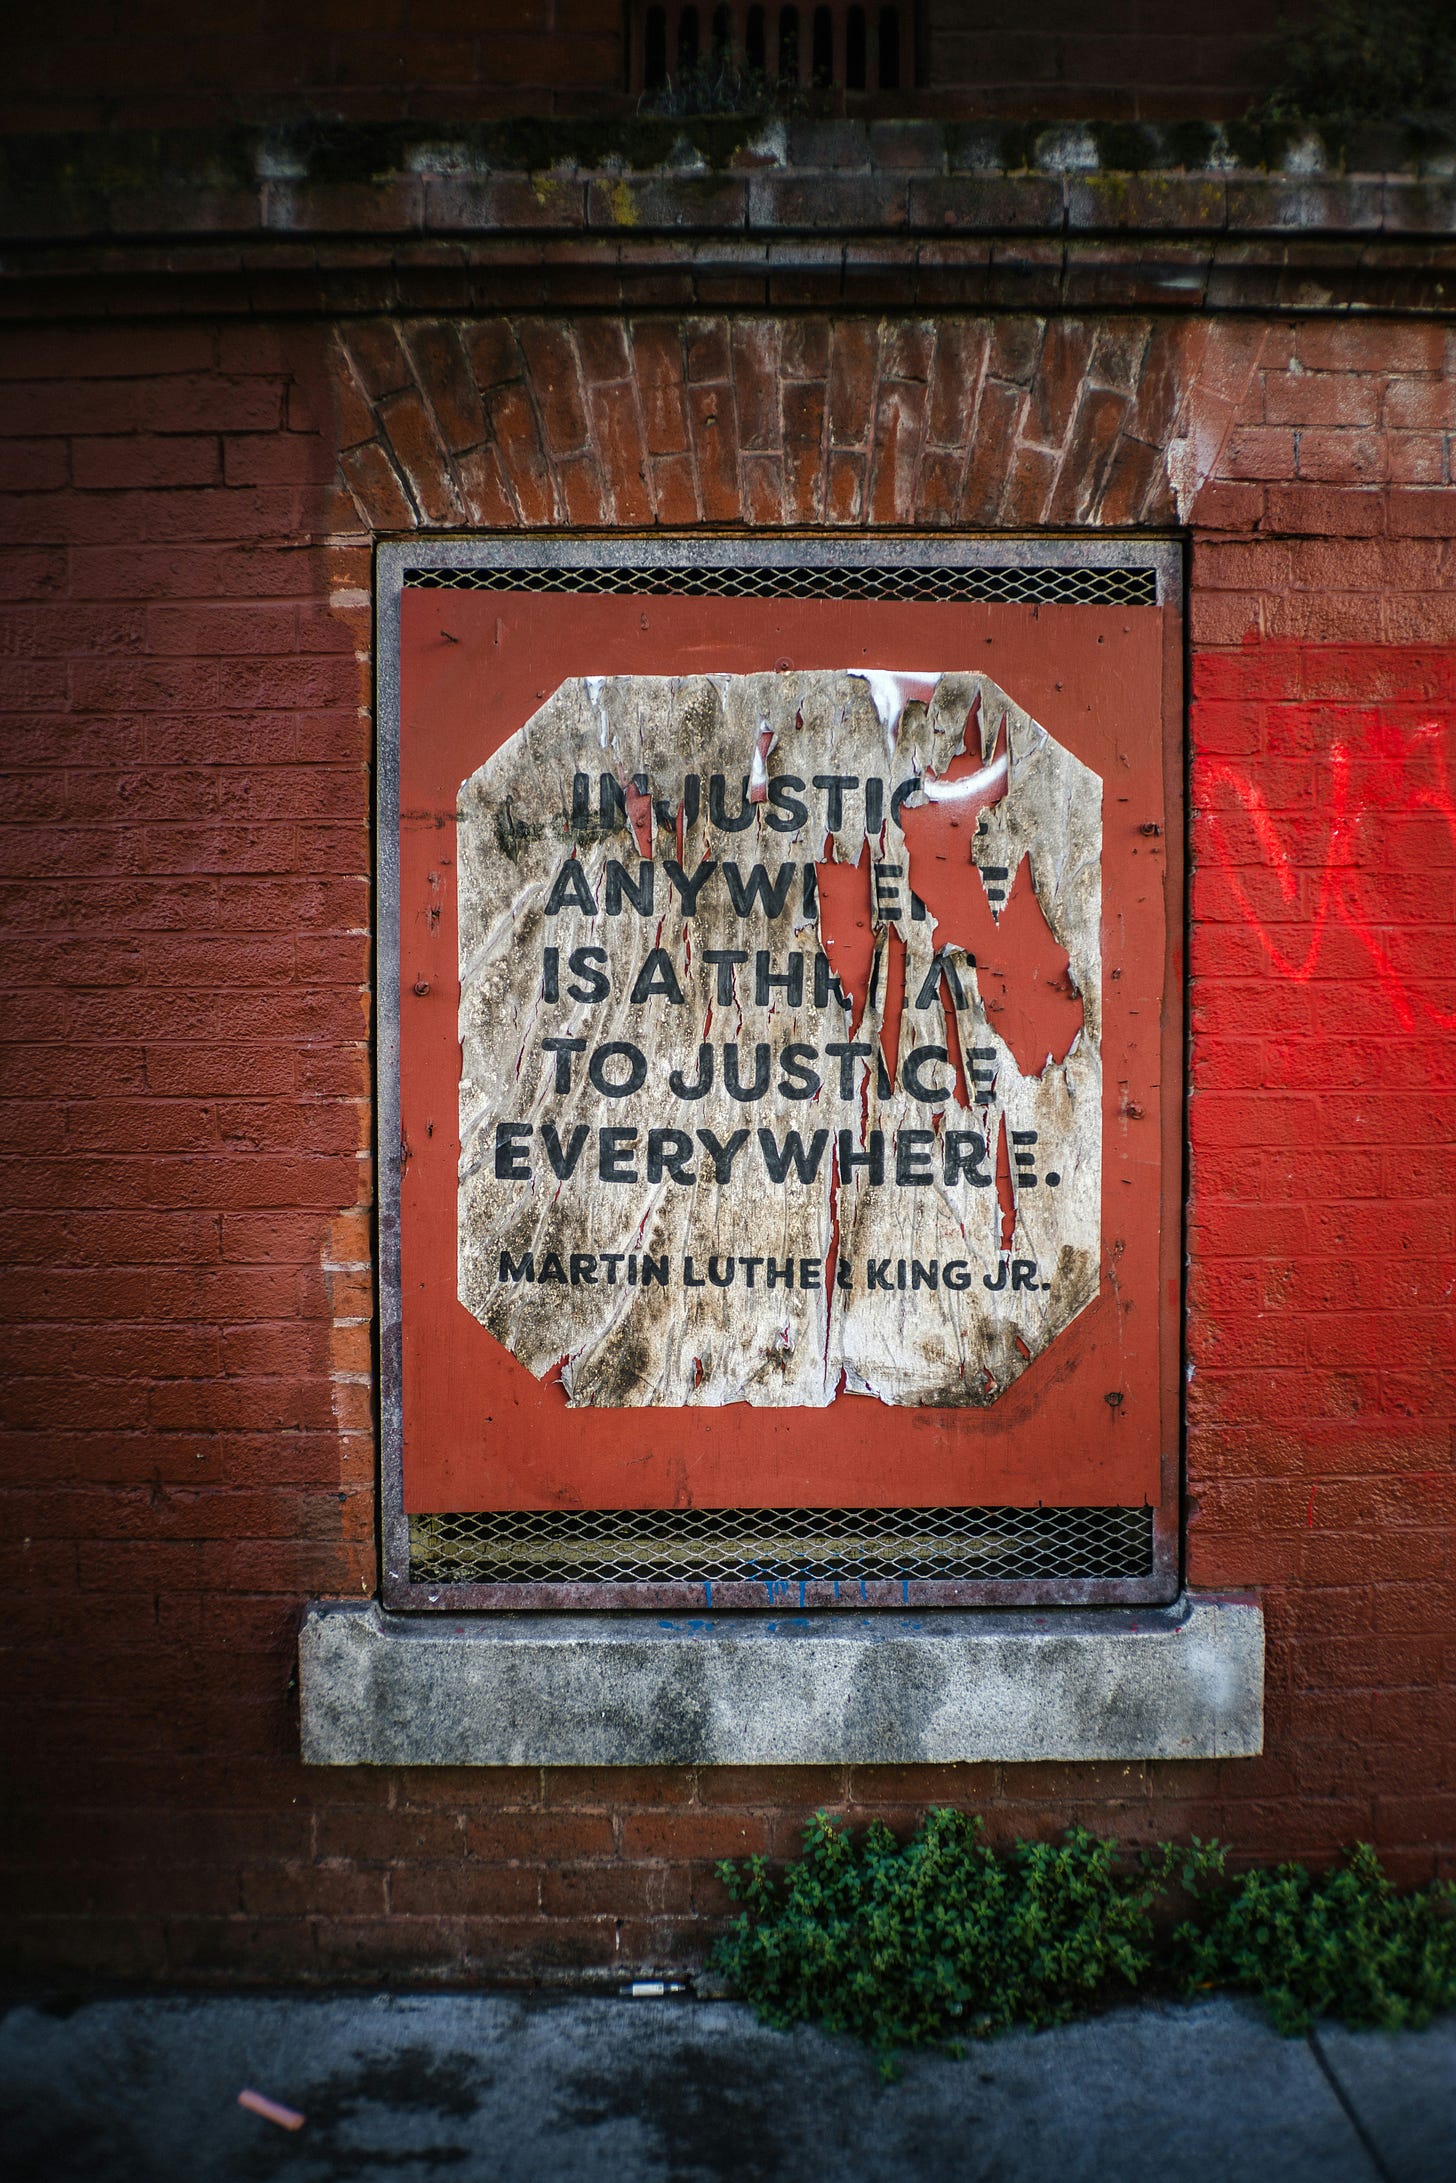 INJUSTICE
ANYWHERE
IS A THREAT
TO JUSTICE
EVERYWHERE.
MARTIN LUTHER KING JR.